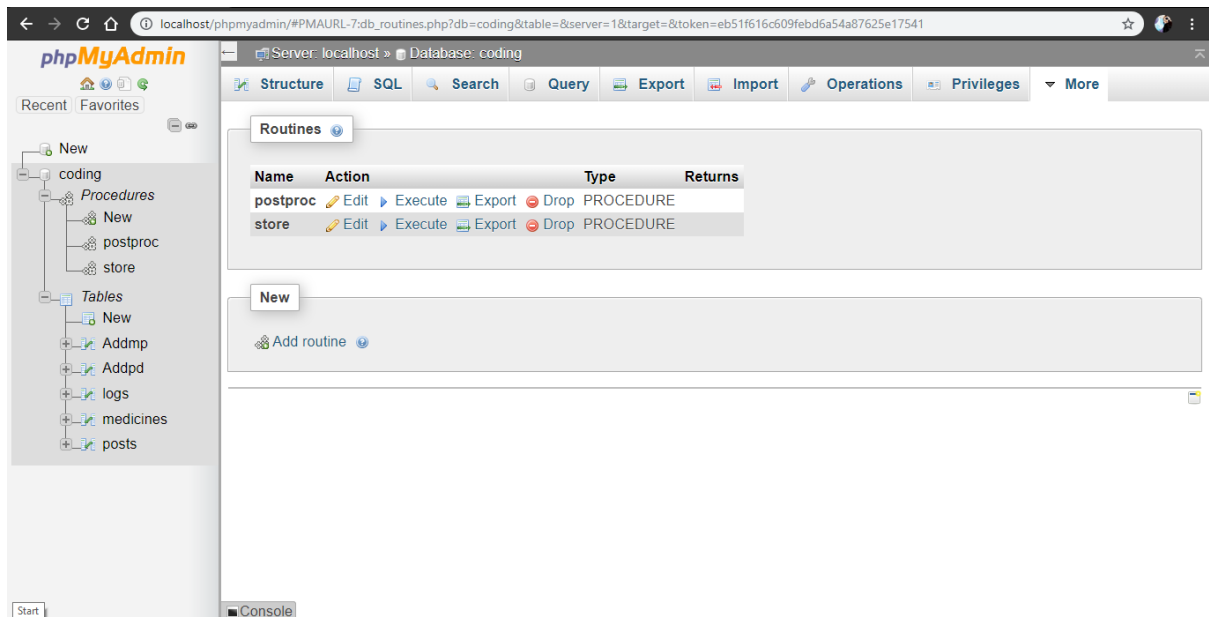 localhost/phpmyadmin/#PMAURL-7:db_routines.php?db=coding&table=&server=1&target=&token=eb51f616c609febd6a54a87625e17541
phpMyAdmin
Recent Favorites
New
coding
Procedures
New
postproc
store
Tables
New
Addmp
Addpd
logs
medicines
posts
Start
Server: localhost » Database: coding
Structure SQL Search Query Export Import Operations Privileges More
Routines
Name Action Type Returns
postproc Edit Execute Export Drop PROCEDURE
store Edit Execute Export Drop PROCEDURE
New
Add routine
Console